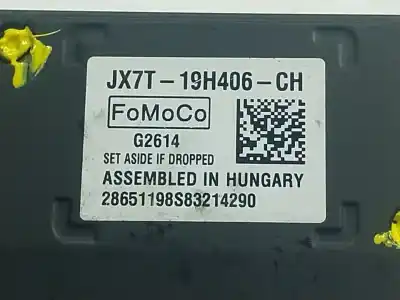 JX7T-19H406-CH
FoMoCo
G2614
SET ASIDE IF DROPPED
ASSEMBLED IN HUNGARY
28651198S83214290